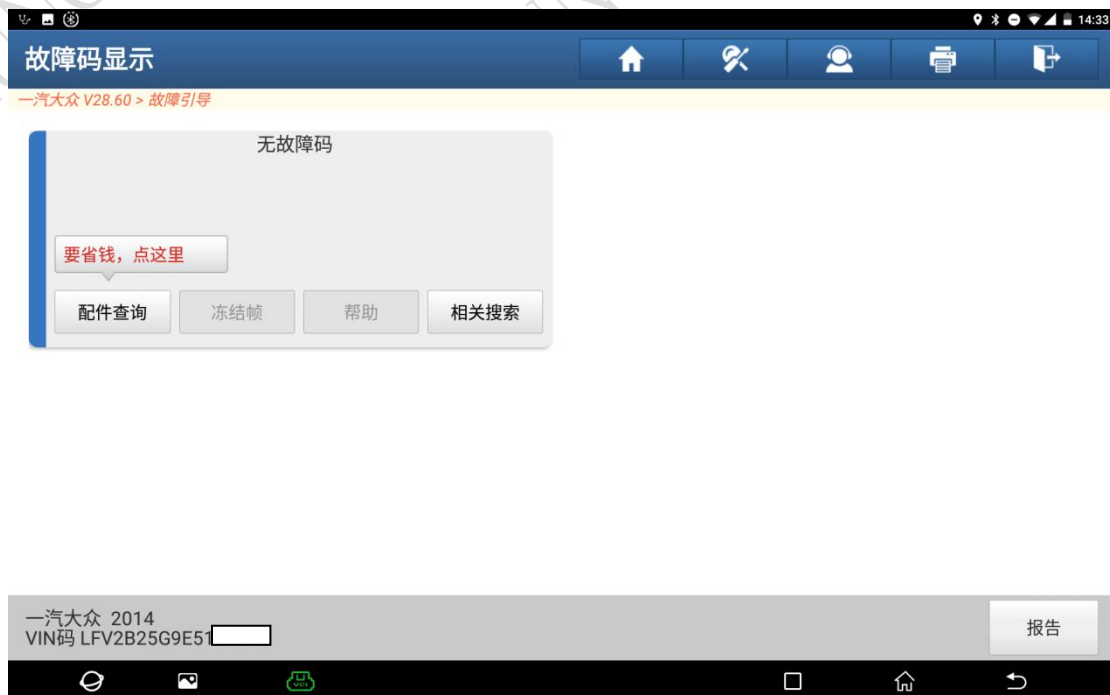 14:33
故障码显示
一汽大众 V28.60 > 故障引导
无故障码
要省钱，点这里
配件查询 冻结帧 帮助 相关搜索
一汽大众 2014
VIN码 LFV2B25G9E51
报告
VCI